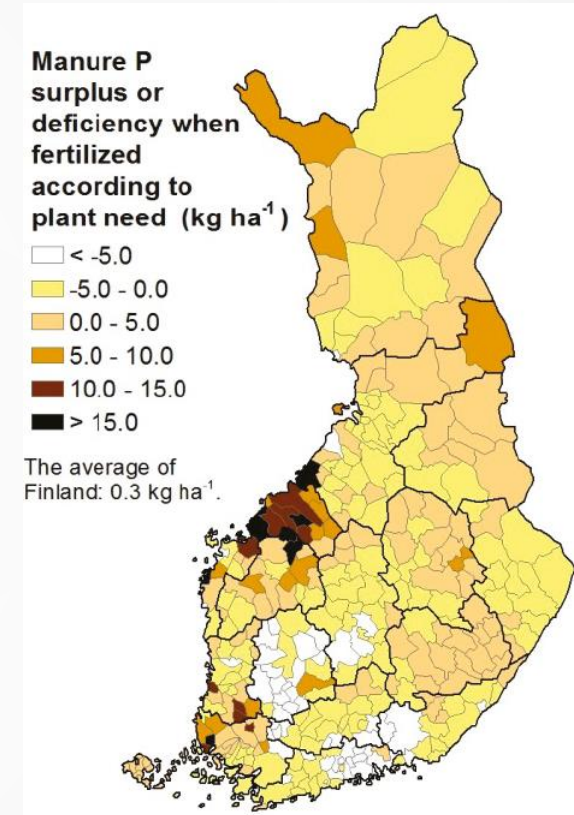 Manure P
surplus or
deficiency when
fertilized
according to
plant need (kg ha⁻¹)
< -5.0
-5.0 - 0.0
0.0 - 5.0
5.0 - 10.0
10.0 - 15.0
> 15.0
The average of
Finland: 0.3 kg ha⁻¹.